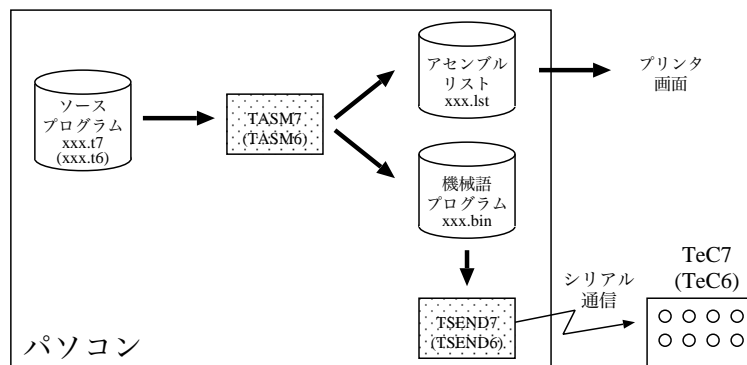 ソース
プログラム
xxx.t7
(xxx.t6)
TASM7
(TASM6)
アセンブル
リスト
xxx.lst
プリンタ
画面
機械語
プログラム
xxx.bin
TSEND7
(TSEND6)
シリアル
通信
TeC7
(TeC6)
パソコン